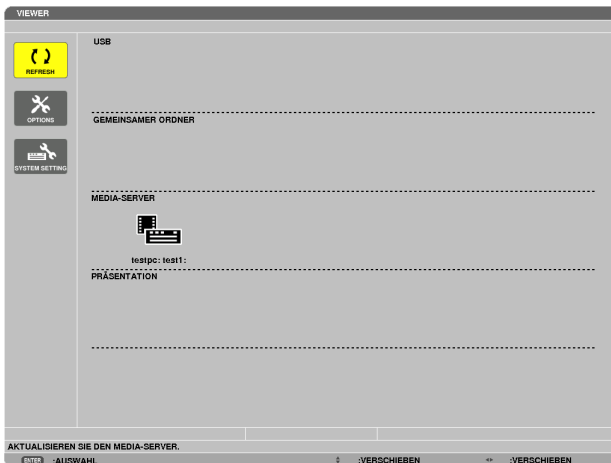 VIEWER
USB
REFRESH
OPTIONS
GEMEINSAMER ORDNER
SYSTEM SETTING
MEDIA-SERVER
testpc: test1:
PRÄSENTATION
AKTUALISIEREN SIE DEN MEDIA-SERVER.
ENTER :AUSWAHL :VERSCHIEBEN :VERSCHIEBEN